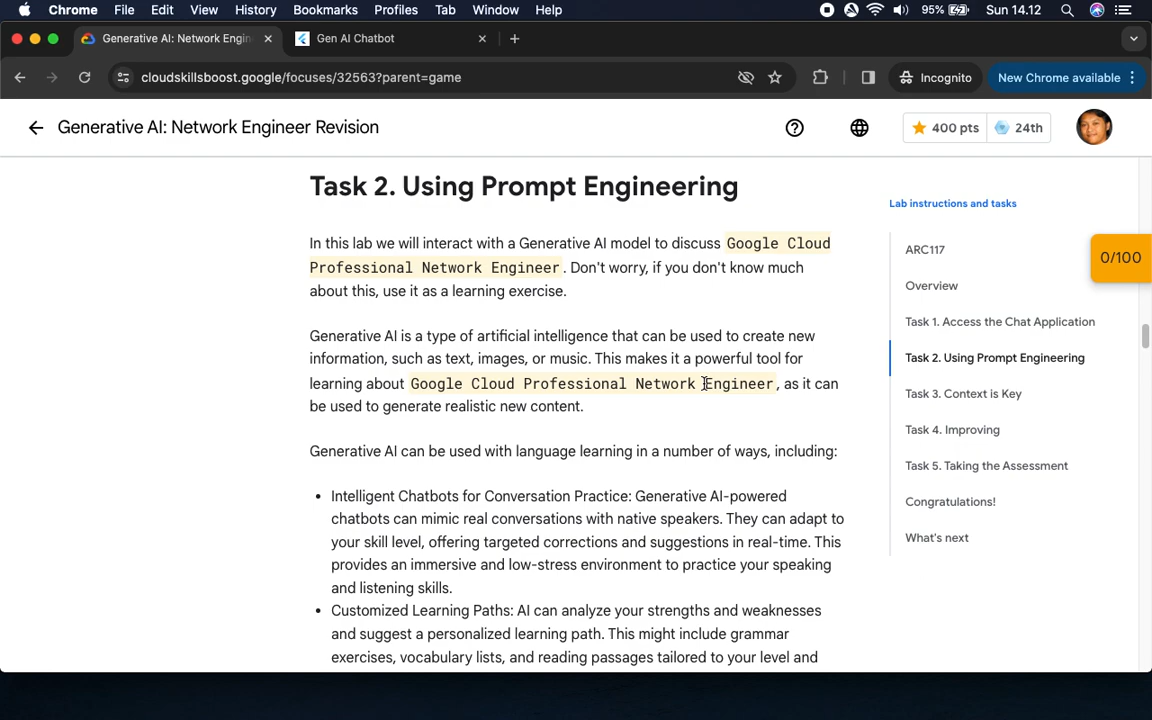 Chrome File Edit View History Bookmarks Profiles Tab Window Help 95% Sun 14.12
Generative AI: Network Engin Gen AI Chatbot
cloudskillsboost.google/focuses/32563?parent=game Incognito New Chrome available
Generative AI: Network Engineer Revision 400 pts 24th
Task 2. Using Prompt Engineering
In this lab we will interact with a Generative AI model to discuss Google Cloud
Professional Network Engineer. Don't worry, if you don't know much
about this, use it as a learning exercise.
Generative AI is a type of artificial intelligence that can be used to create new
information, such as text, images, or music. This makes it a powerful tool for
learning about Google Cloud Professional Network Engineer, as it can
be used to generate realistic new content.
Generative AI can be used with language learning in a number of ways, including:
• Intelligent Chatbots for Conversation Practice: Generative AI-powered
chatbots can mimic real conversations with native speakers. They can adapt to
your skill level, offering targeted corrections and suggestions in real-time. This
provides an immersive and low-stress environment to practice your speaking
and listening skills.
• Customized Learning Paths: AI can analyze your strengths and weaknesses
and suggest a personalized learning path. This might include grammar
exercises, vocabulary lists, and reading passages tailored to your level and
Lab instructions and tasks
ARC117
0/100
Overview
Task 1. Access the Chat Application
Task 2. Using Prompt Engineering
Task 3. Context is Key
Task 4. Improving
Task 5. Taking the Assessment
Congratulations!
What's next